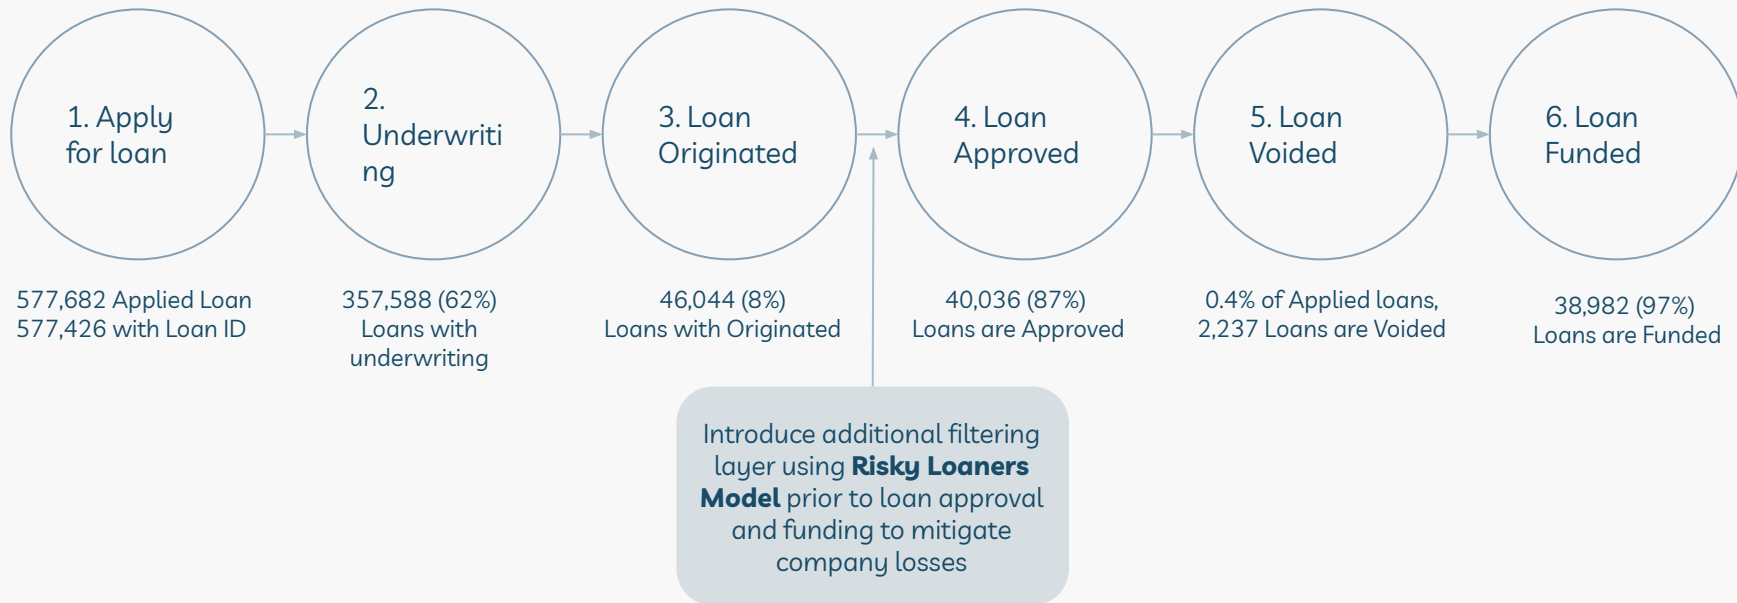 1. Apply
for loan
2.
Underwriti
ng
3. Loan
Originated
4. Loan
Approved
5. Loan
Voided
6. Loan
Funded
577,682 Applied Loan
577,426 with Loan ID
357,588 (62%)
Loans with
underwriting
46,044 (8%)
Loans with Originated
40,036 (87%)
Loans are Approved
0.4% of Applied loans,
2,237 Loans are Voided
38,982 (97%)
Loans are Funded
Introduce additional filtering
layer using Risky Loaners
Model prior to loan approval
and funding to mitigate
company losses